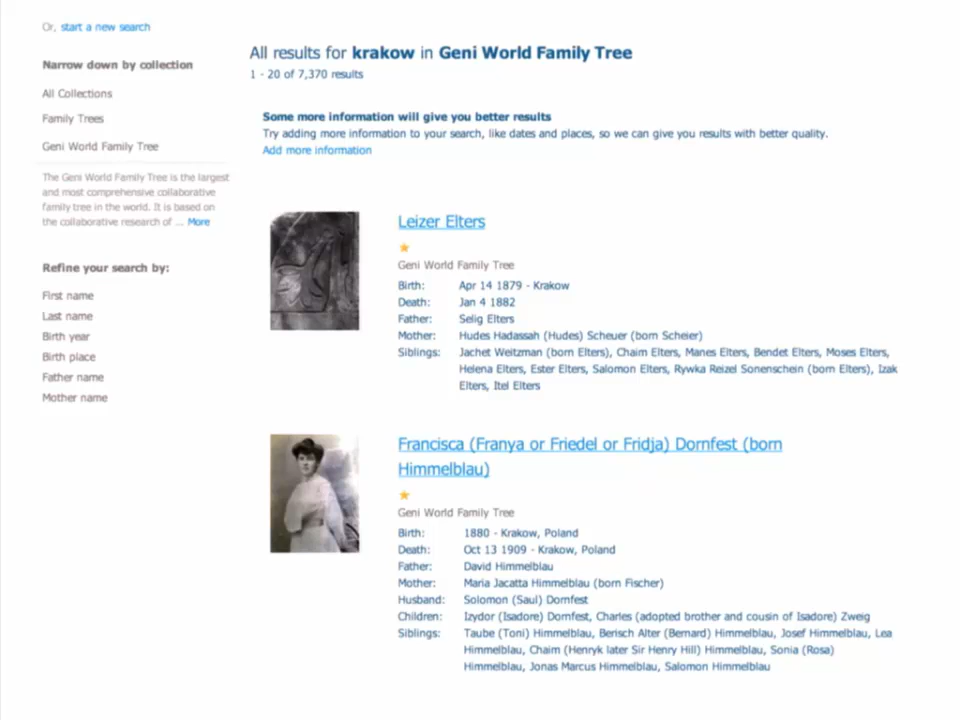 Or, start a new search
Narrow down by collection
All Collections
Family Trees
Geni World Family Tree
The Geni World Family Tree is the largest
and most comprehensive collaborative
family tree in the world. It is based on
the collaborative research of ... More
Refine your search by:
First name
Last name
Birth year
Birth place
Father name
Mother name
All results for krakow in Geni World Family Tree
1 - 20 of 7,370 results
Some more information will give you better results
Try adding more information to your search, like dates and places, so we can give you results with better quality.
Add more information
Leizer Elters
Geni World Family Tree
Birth: Apr 14 1879 - Krakow
Death: Jan 4 1882
Father: Selig Elters
Mother: Hudes Hadassah (Hudes) Scheuer (born Scheier)
Siblings: Jachet Weitzman (born Elters), Chaim Elters, Manes Elters, Bendet Elters, Moses Elters,
Helena Elters, Ester Elters, Salomon Elters, Rywka Reizel Sonenschein (born Elters), Izak
Elters, Itel Elters
Francisca (Franya or Friedel or Fridja) Dornfest (born
Himmelblau)
Geni World Family Tree
Birth: 1880 - Krakow, Poland
Death: Oct 13 1909 - Krakow, Poland
Father: David Himmelblau
Mother: Maria Jacatta Himmelblau (born Fischer)
Husband: Solomon (Saul) Dornfest
Children: Izydor (Isadore) Dornfest, Charles (adopted brother and cousin of Isadore) Zweig
Siblings: Taube (Toni) Himmelblau, Berisch Alter (Bernard) Himmelblau, Josef Himmelblau, Lea
Himmelblau, Chaim (Henryk later Sir Henry Hill) Himmelblau, Sonia (Rosa)
Himmelblau, Jonas Marcus Himmelblau, Salomon Himmelblau